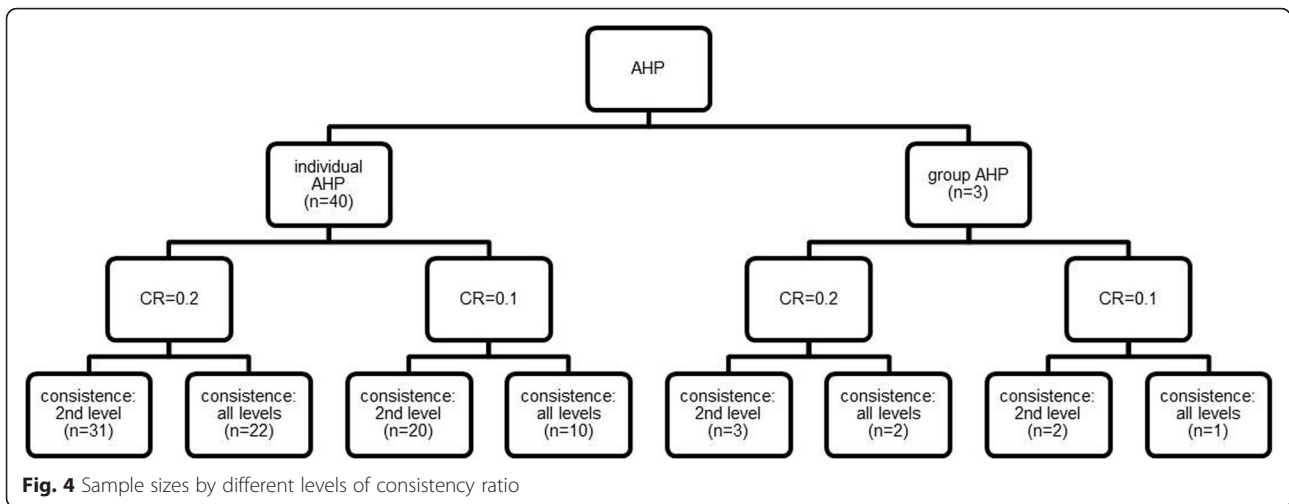 AHP
individual
AHP
(n=40)
group AHP
(n=3)
CR=0.2
CR=0.1
CR=0.2
CR=0.1
consistence:
2nd level
(n=31)
consistence:
all levels
(n=22)
consistence:
2nd level
(n=20)
consistence:
all levels
(n=10)
consistence:
2nd level
(n=3)
consistence:
all levels
(n=2)
consistence:
2nd level
(n=2)
consistence:
all levels
(n=1)
Fig. 4 Sample sizes by different levels of consistency ratio